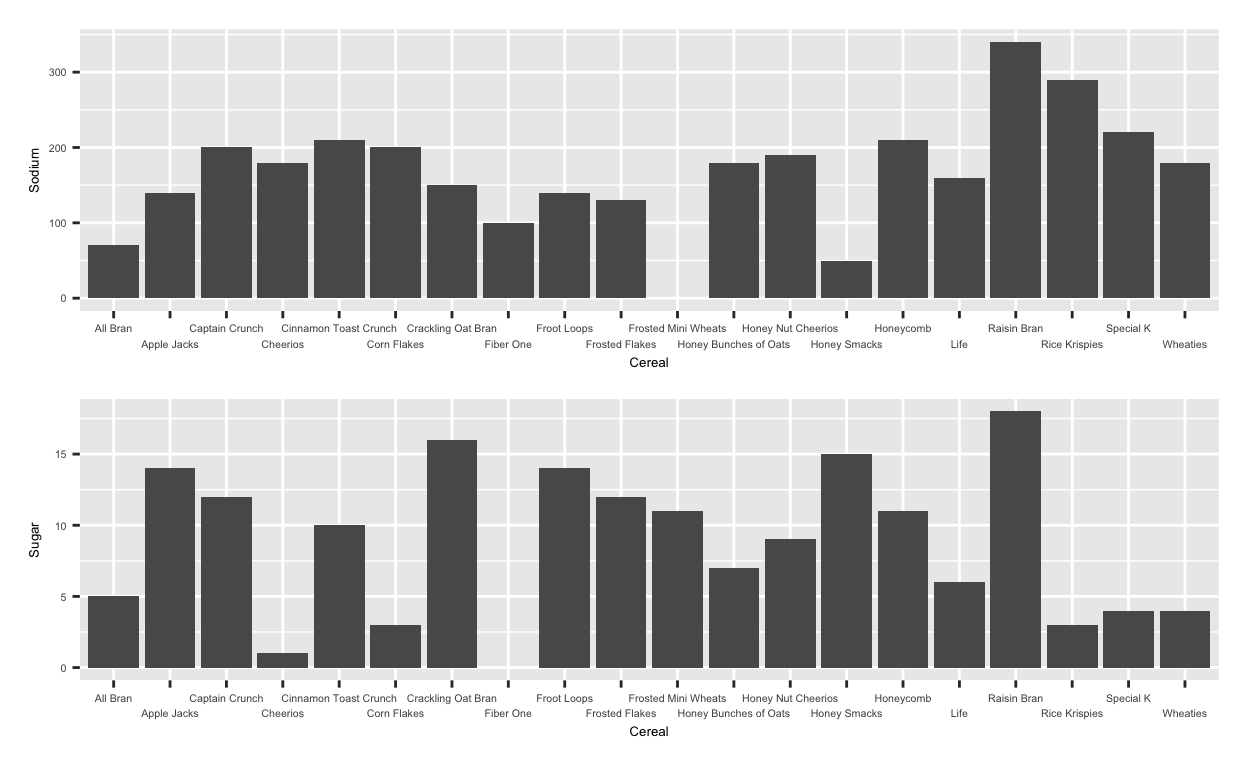 300
200
100
0
Sodium
All Bran Captain Crunch Cinnamon Toast Crunch Crackling Oat Bran Froot Loops Frosted Mini Wheats Honey Nut Cheerios Honeycomb Raisin Bran Special K
Apple Jacks Cheerios Corn Flakes Fiber One Frosted Flakes Honey Bunches of Oats Honey Smacks Life Rice Krispies Wheaties
Cereal
15
10
5
0
Sugar
All Bran Captain Crunch Cinnamon Toast Crunch Crackling Oat Bran Froot Loops Frosted Mini Wheats Honey Nut Cheerios Honeycomb Raisin Bran Special K
Apple Jacks Cheerios Corn Flakes Fiber One Frosted Flakes Honey Bunches of Oats Honey Smacks Life Rice Krispies Wheaties
Cereal